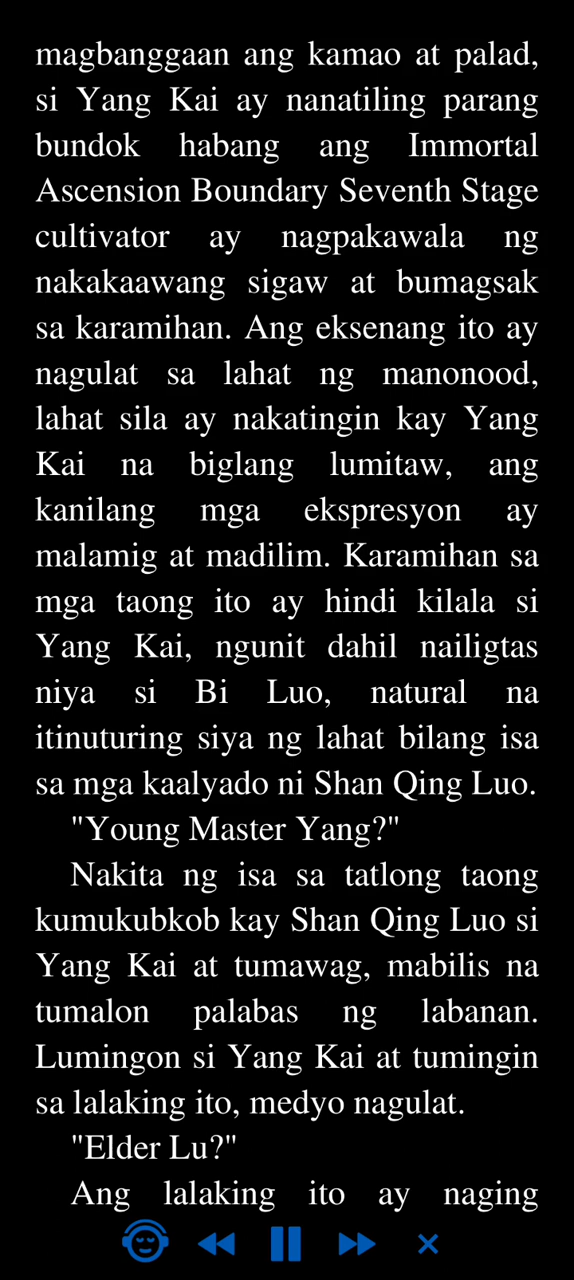 magbanggaan ang kamao at palad,
si Yang Kai ay nanatiling parang
bundok habang ang Immortal
Ascension Boundary Seventh Stage
cultivator ay nagpakawala ng
nakakaawang sigaw at bumagsak
sa karamihan. Ang eksenang ito ay
nagulat sa lahat ng manonood,
lahat sila ay nakatingin kay Yang
Kai na biglang lumitaw, ang
kanilang mga ekspresyon ay
malamig at madilim. Karamihan sa
mga taong ito ay hindi kilala si
Yang Kai, ngunit dahil nailigtas
niya si Bi Luo, natural na
itinuturing siya ng lahat bilang isa
sa mga kaalyado ni Shan Qing Luo.
"Young Master Yang?"
Nakita ng isa sa tatlong taong
kumukubkob kay Shan Qing Luo si
Yang Kai at tumawag, mabilis na
tumalon palabas ng labanan.
Lumingon si Yang Kai at tumingin
sa lalaking ito, medyo nagulat.
"Elder Lu?"
Ang lalaking ito ay naging